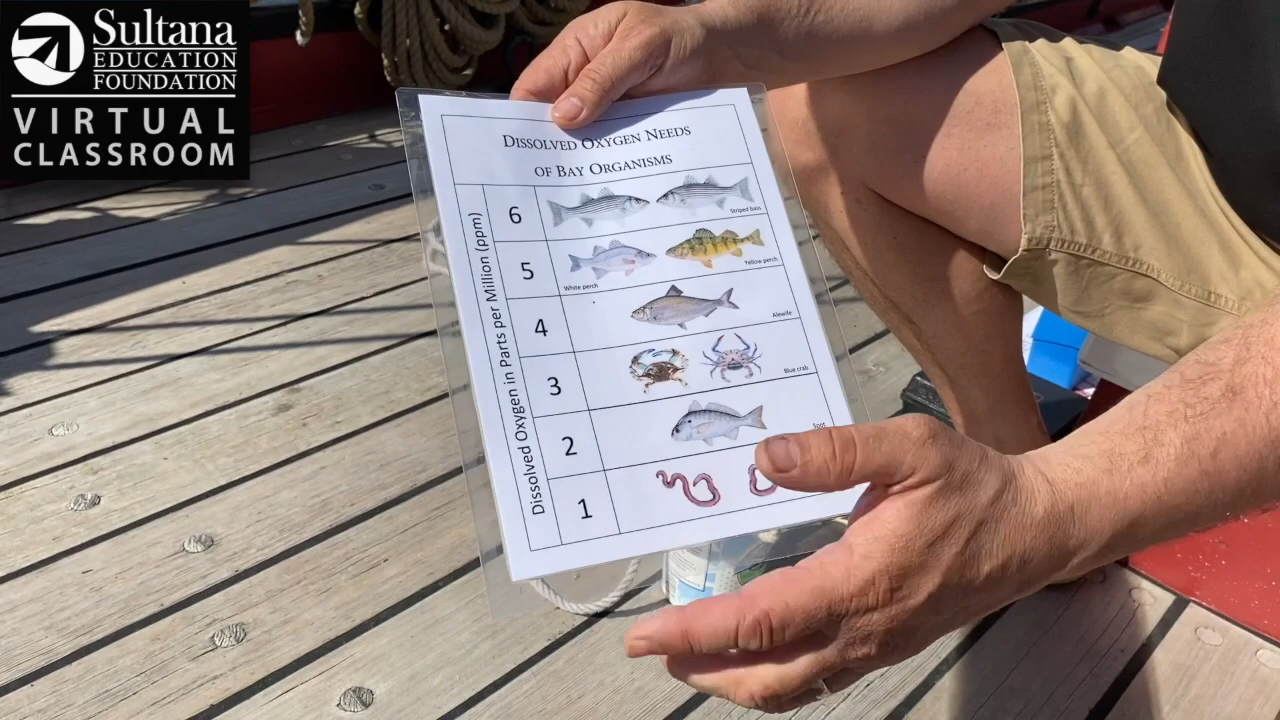 Sultana
EDUCATION
FOUNDATION
VIRTUAL
CLASSROOM
DISSOLVED OXYGEN NEEDS
OF BAY ORGANISMS
Dissolved Oxygen in Parts per Million (ppm)
6
Striped bass
5
White perch
Yellow perch
4
Alewife
3
Blue crab
2
Spot
1